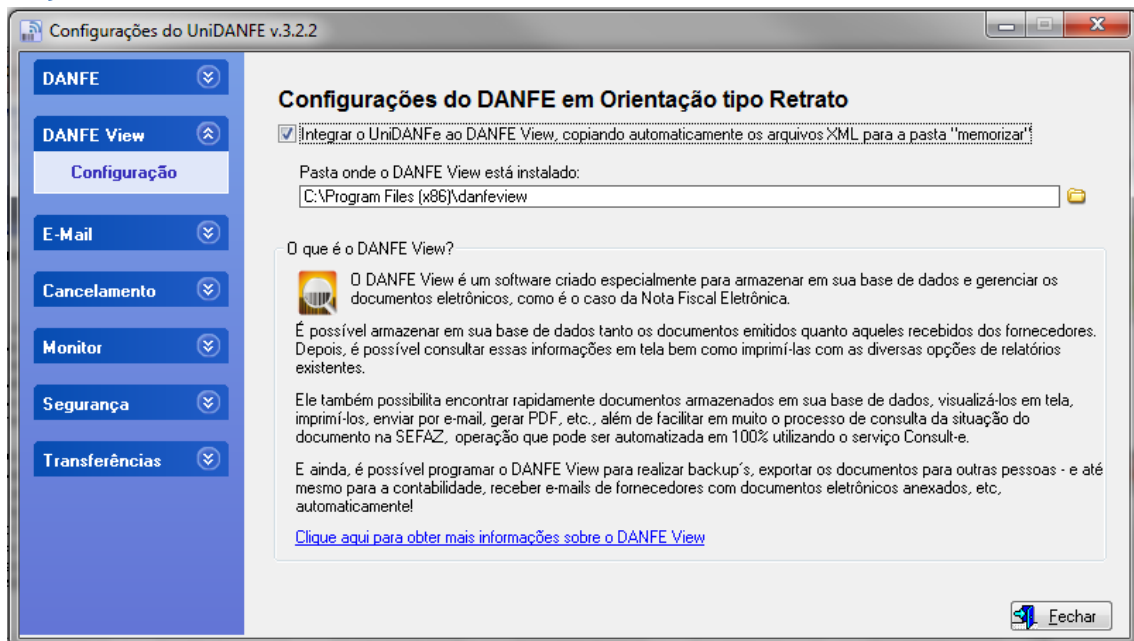 Configurações do UniDANFE v.3.2.2
DANFE
DANFE View
Configuração
E-Mail
Cancelamento
Monitor
Segurança
Transferências
Configurações do DANFE em Orientação tipo Retrato
Integrar o UniDANFe ao DANFE View, copiando automaticamente os arquivos XML para a pasta "memorizar"
Pasta onde o DANFE View está instalado:
C:\Program Files (x86)\danfeview
O que é o DANFE View?
O DANFE View é um software criado especialmente para armazenar em sua base de dados e gerenciar os
documentos eletrônicos, como é o caso da Nota Fiscal Eletrônica.
É possível armazenar em sua base de dados tanto os documentos emitidos quanto aqueles recebidos dos fornecedores.
Depois, é possível consultar essas informações em tela bem como imprimí-las com as diversas opções de relatórios
existentes.
Ele também possibilita encontrar rapidamente documentos armazenados em sua base de dados, visualizá-los em tela,
imprimí-los, enviar por e-mail, gerar PDF, etc., além de facilitar em muito o processo de consulta da situação do
documento na SEFAZ, operação que pode ser automatizada em 100% utilizando o serviço Consult-e.
E ainda, é possível programar o DANFE View para realizar backup´s, exportar os documentos para outras pessoas - e até
mesmo para a contabilidade, receber e-mails de fornecedores com documentos eletrônicos anexados, etc,
automaticamente!
Clique aqui para obter mais informações sobre o DANFE View
Fechar